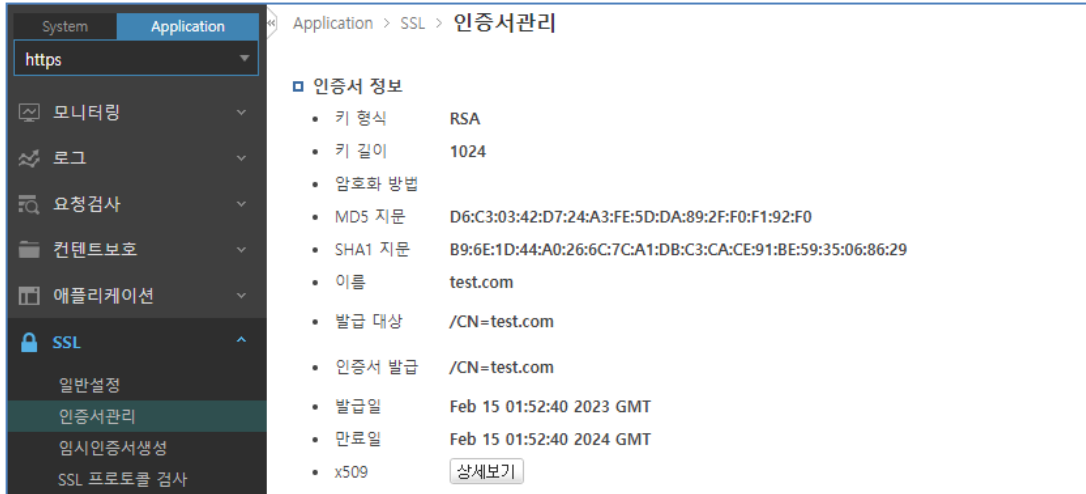 System Application
https
모니터링
로그
요청검사
컨텐트보호
애플리케이션
SSL
일반설정
인증서관리
임시인증서생성
SSL 프로토콜 검사
Application > SSL > 인증서관리
인증서 정보
• 키 형식 RSA
• 키 길이 1024
• 암호화 방법
• MD5 지문 D6:C3:03:42:D7:24:A3:FE:5D:DA:89:2F:F0:F1:92:F0
• SHA1 지문 B9:6E:1D:44:A0:26:6C:7C:A1:DB:C3:CA:CE:91:BE:59:35:06:86:29
• 이름 test.com
• 발급 대상 /CN=test.com
• 인증서 발급 /CN=test.com
• 발급일 Feb 15 01:52:40 2023 GMT
• 만료일 Feb 15 01:52:40 2024 GMT
• x509 상세보기